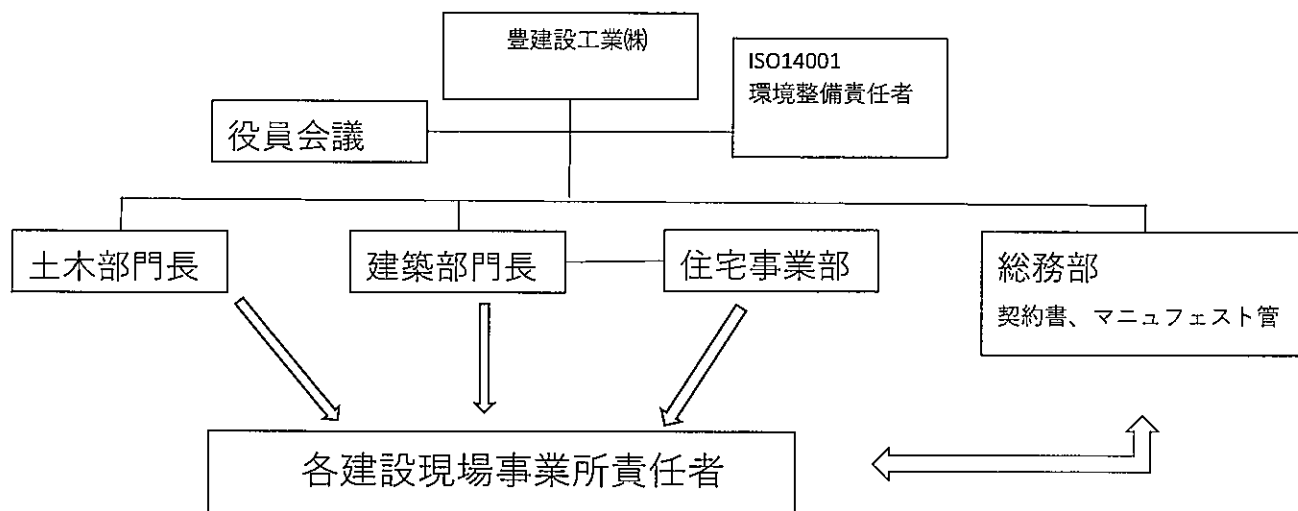 豊建設工業㈱
ISO14001
環境整備責任者
役員会議
土木部門長
建築部門長
住宅事業部
総務部
契約書、マニュフェスト管
各建設現場事業所責任者